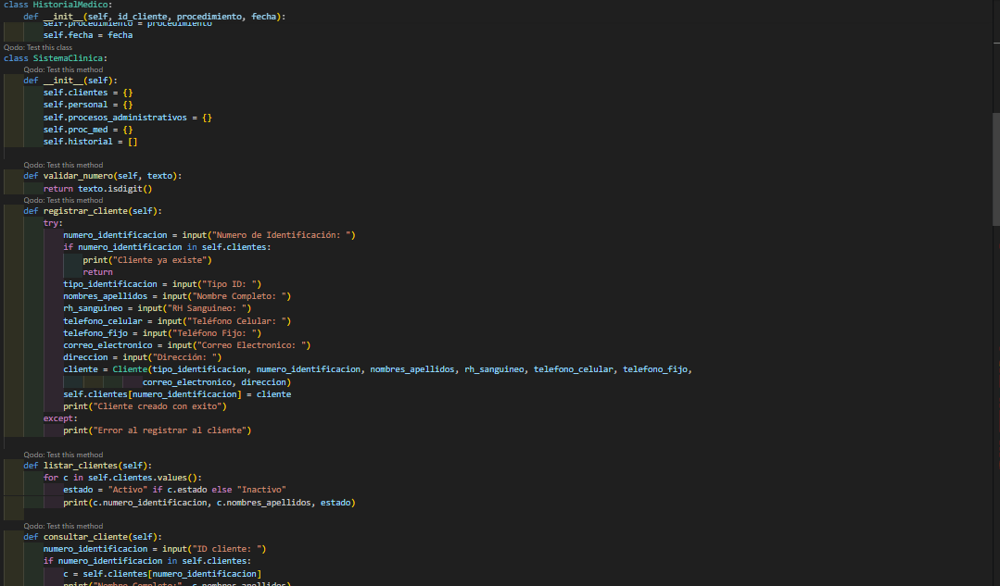 class HistorialMedico:
    def __init__(self, id_cliente, procedimiento, fecha):
        self.procedimiento = procedimiento
        self.fecha = fecha
Qodo: Test this class
class SistemaClinica:
    Qodo: Test this method
    def __init__(self):
        self.clientes = {}
        self.personal = {}
        self.procesos_administrativos = {}
        self.proc_med = {}
        self.historial = []
    Qodo: Test this method
    def validar_numero(self, texto):
        return texto.isdigit()
    Qodo: Test this method
    def registrar_cliente(self):
        try:
            numero_identificacion = input("Numero de Identificación: ")
            if numero_identificacion in self.clientes:
                print("Cliente ya existe")
                return
            tipo_identificacion = input("Tipo ID: ")
            nombres_apellidos = input("Nombre Completo: ")
            rh_sanguineo = input("RH Sanguineo: ")
            telefono_celular = input("Teléfono Celular: ")
            telefono_fijo = input("Teléfono Fijo: ")
            correo_electronico = input("Correo Electronico: ")
            direccion = input("Dirección: ")
            cliente = Cliente(tipo_identificacion, numero_identificacion, nombres_apellidos, rh_sanguineo, telefono_celular, telefono_fijo,
                            correo_electronico, direccion)
            self.clientes[numero_identificacion] = cliente
            print("Cliente creado con exito")
        except:
            print("Error al registrar al cliente")
    Qodo: Test this method
    def listar_clientes(self):
        for c in self.clientes.values():
            estado = "Activo" if c.estado else "Inactivo"
            print(c.numero_identificacion, c.nombres_apellidos, estado)
    Qodo: Test this method
    def consultar_cliente(self):
        numero_identificacion = input("ID cliente: ")
        if numero_identificacion in self.clientes:
            c = self.clientes[numero_identificacion]
            print("Nombre Completo:", c.nombres_apellidos)